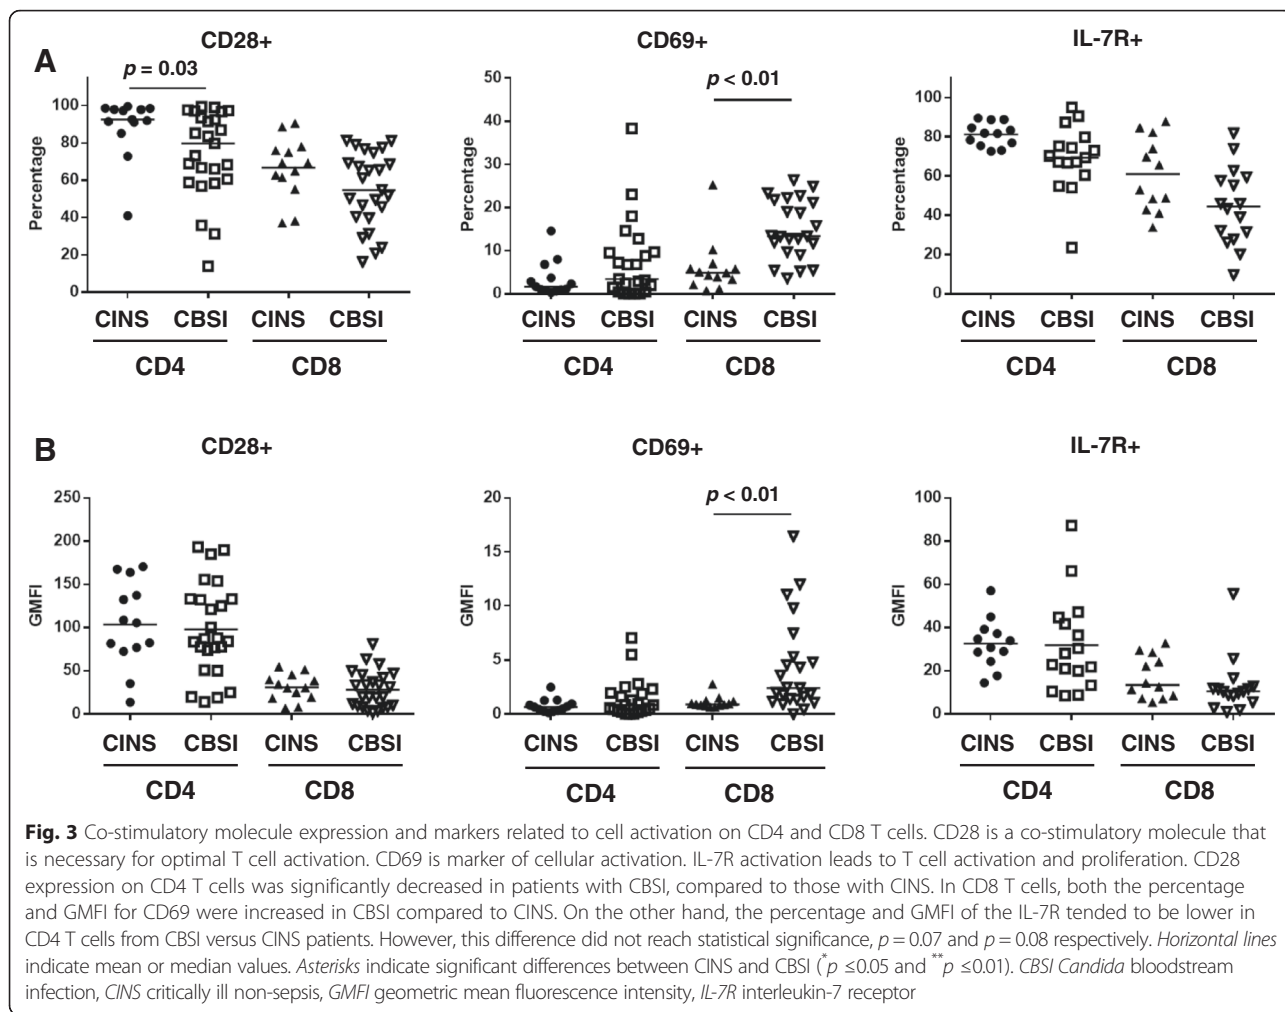 A
CD28+
CD69+
IL-7R+
p = 0.03
p < 0.01
Percentage
100
80
60
40
20
0
Percentage
50
40
30
20
10
0
Percentage
100
80
60
40
20
0
CINS CBSI CINS CBSI
CD4 CD8
CINS CBSI CINS CBSI
CD4 CD8
CINS CBSI CINS CBSI
CD4 CD8
B
CD28+
CD69+
IL-7R+
p < 0.01
GMFI
250
200
150
100
50
0
GMFI
20
15
10
5
0
GMFI
100
80
60
40
20
0
CINS CBSI CINS CBSI
CD4 CD8
CINS CBSI CINS CBSI
CD4 CD8
CINS CBSI CINS CBSI
CD4 CD8
Fig. 3 Co-stimulatory molecule expression and markers related to cell activation on CD4 and CD8 T cells. CD28 is a co-stimulatory molecule that
is necessary for optimal T cell activation. CD69 is marker of cellular activation. IL-7R activation leads to T cell activation and proliferation. CD28
expression on CD4 T cells was significantly decreased in patients with CBSI, compared to those with CINS. In CD8 T cells, both the percentage
and GMFI for CD69 were increased in CBSI compared to CINS. On the other hand, the percentage and GMFI of the IL-7R tended to be lower in
CD4 T cells from CBSI versus CINS patients. However, this difference did not reach statistical significance, p = 0.07 and p = 0.08 respectively. Horizontal lines
indicate mean or median values. Asterisks indicate significant differences between CINS and CBSI (*p ≤0.05 and **p ≤0.01). CBSI Candida bloodstream
infection, CINS critically ill non-sepsis, GMFI geometric mean fluorescence intensity, IL-7R interleukin-7 receptor